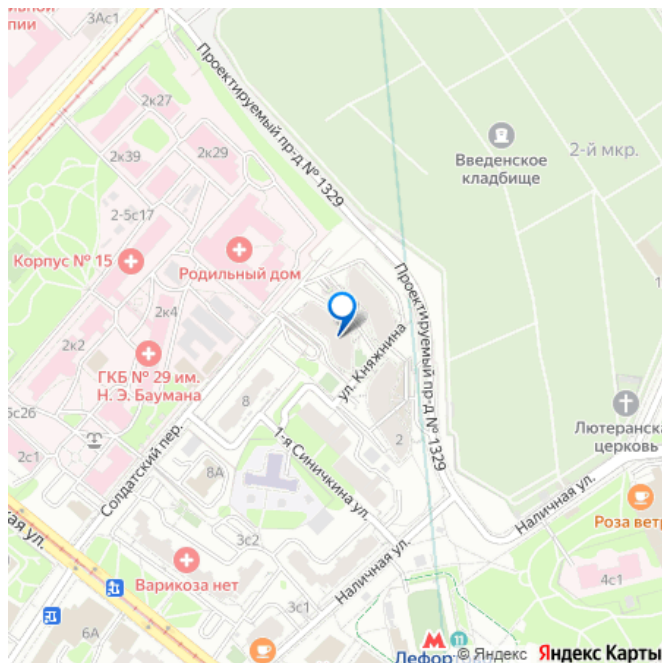 3Ас1
пии
2к27
2к39
2к29
Проектируемый пр-д № 1329
Введенское
кладбище
2-й мкр.
2-5с17
Корпус № 15
Родильный дом
Проектируемый пр-д № 1329
2к4
2к2
ГКБ № 29 им.
Н. Э. Баумана
ул. Княжнина
8
1-я Синичкина ул.
Солдатский пер.
2
8А
2с1
Лютеранска
церковь
Наличная ул.
Роза ветр
3с2
Варикоза нет
Наличная ул.
4с1
3с1
6А
11
© Яндекс Яндекс Карты